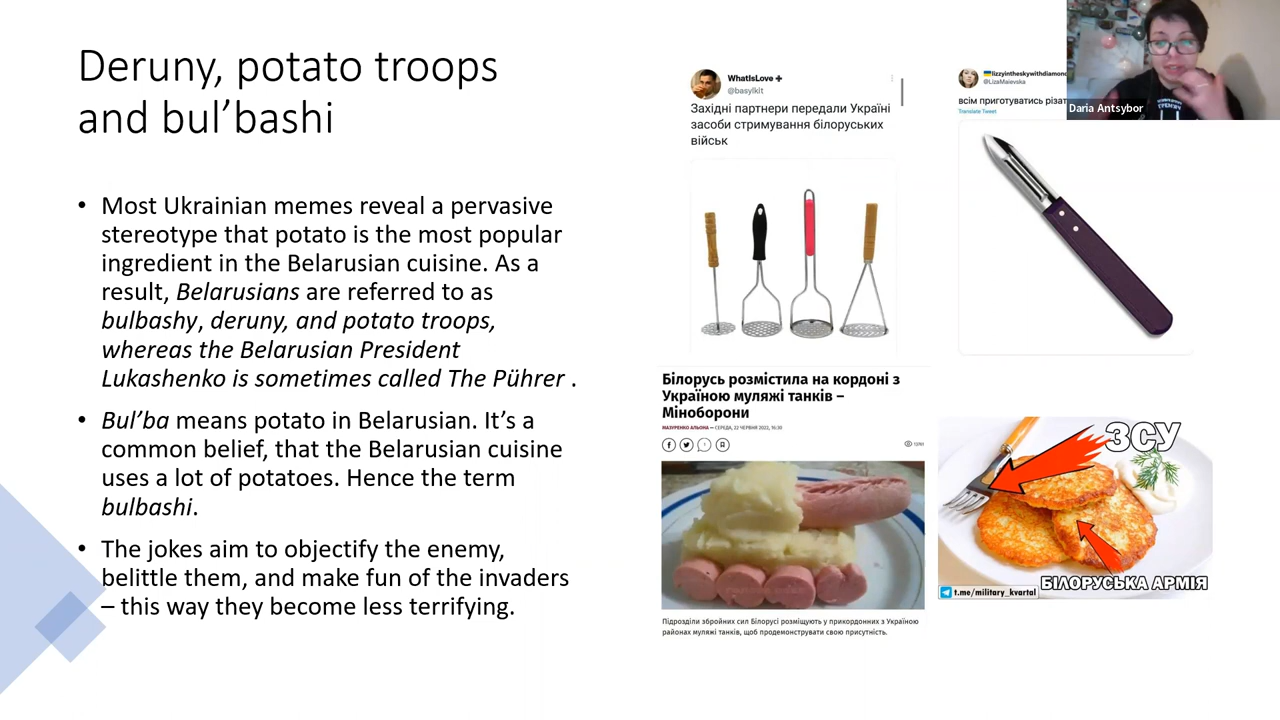 Deruny, potato troops
and bul’bashi
• Most Ukrainian memes reveal a pervasive
stereotype that potato is the most popular
ingredient in the Belarusian cuisine. As a
result, Belarusians are referred to as
bulbashy, deruny, and potato troops,
whereas the Belarusian President
Lukashenko is sometimes called The Pührer .
• Bul’ba means potato in Belarusian. It’s a
common belief, that the Belarusian cuisine
uses a lot of potatoes. Hence the term
bulbashi.
• The jokes aim to objectify the enemy,
belittle them, and make fun of the invaders
– this way they become less terrifying.
WhatIsLove
@basylkit
Західні партнери передали Україні
засоби стримування білоруських
військ
lizzyintheskywithdiamond
@LizaMaievska
всім приготуватись різат
Translate Tweet
Daria Antsybor
Білорусь розмістила на кордоні з
Україною муляжі танків –
Міноборони
МАЗУРЕНКО АЛЬОНА — СЕРЕДА, 22 ЧЕРВНЯ 2022, 16:30
Підрозділи збройних сил Білорусі розміщують у прикордонних з Україною
районах муляжі танків, щоб продемонструвати свою присутність.
ЗСУ
БІЛОРУСЬКА АРМІЯ
t.me/military_kvartal